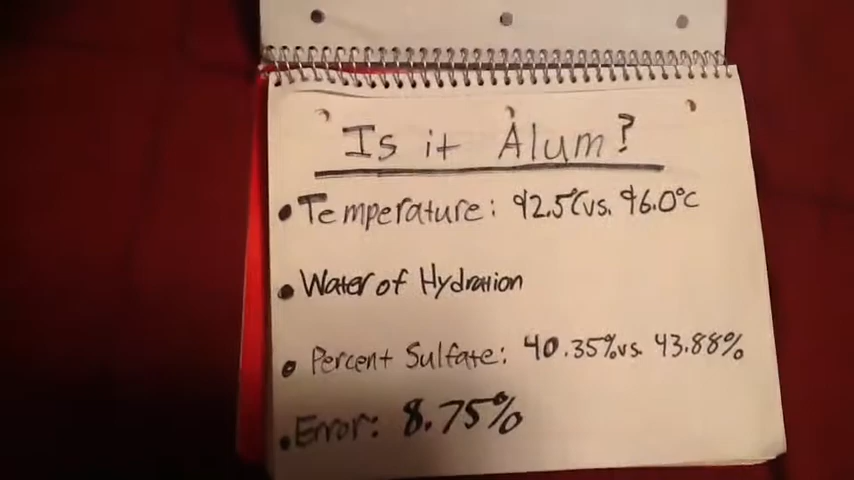 Is it Alum?
• Temperature: 92.5°C vs. 96.0°C
• Water of Hydration
• Percent Sulfate: 40.35% vs. 43.88%
• Error: 8.75%